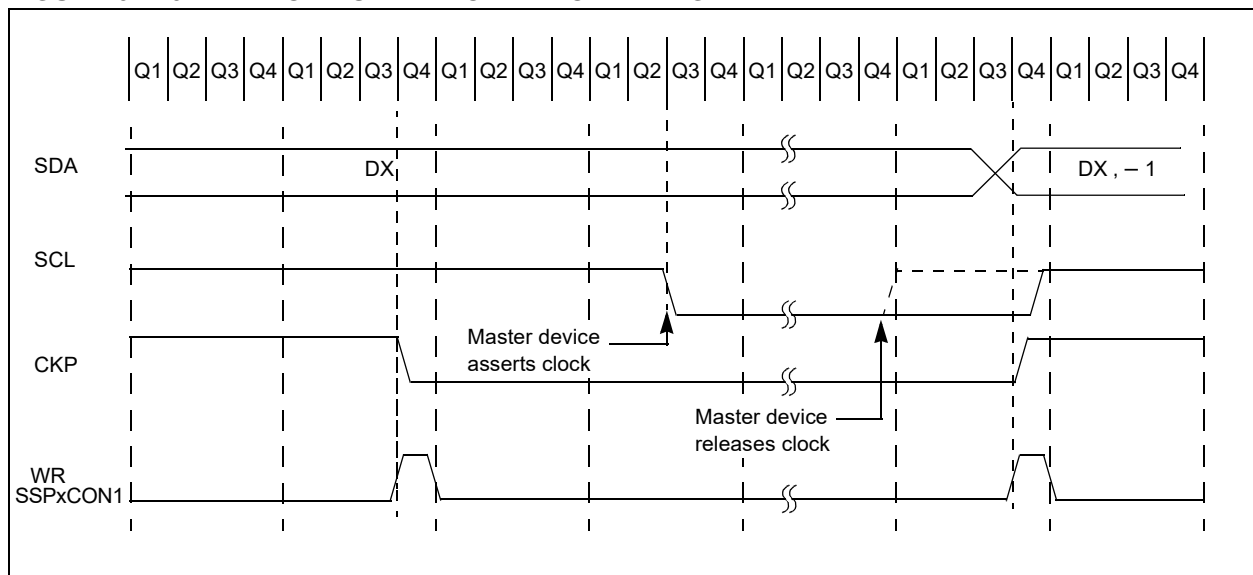 Q1 Q2 Q3 Q4 Q1 Q2 Q3 Q4 Q1 Q2 Q3 Q4 Q1 Q2 Q3 Q4 Q1 Q2 Q3 Q4 Q1 Q2 Q3 Q4 Q1 Q2 Q3 Q4
SDA
DX
DX , – 1
SCL
Master device
asserts clock
CKP
Master device
releases clock
WR
SSPxCON1